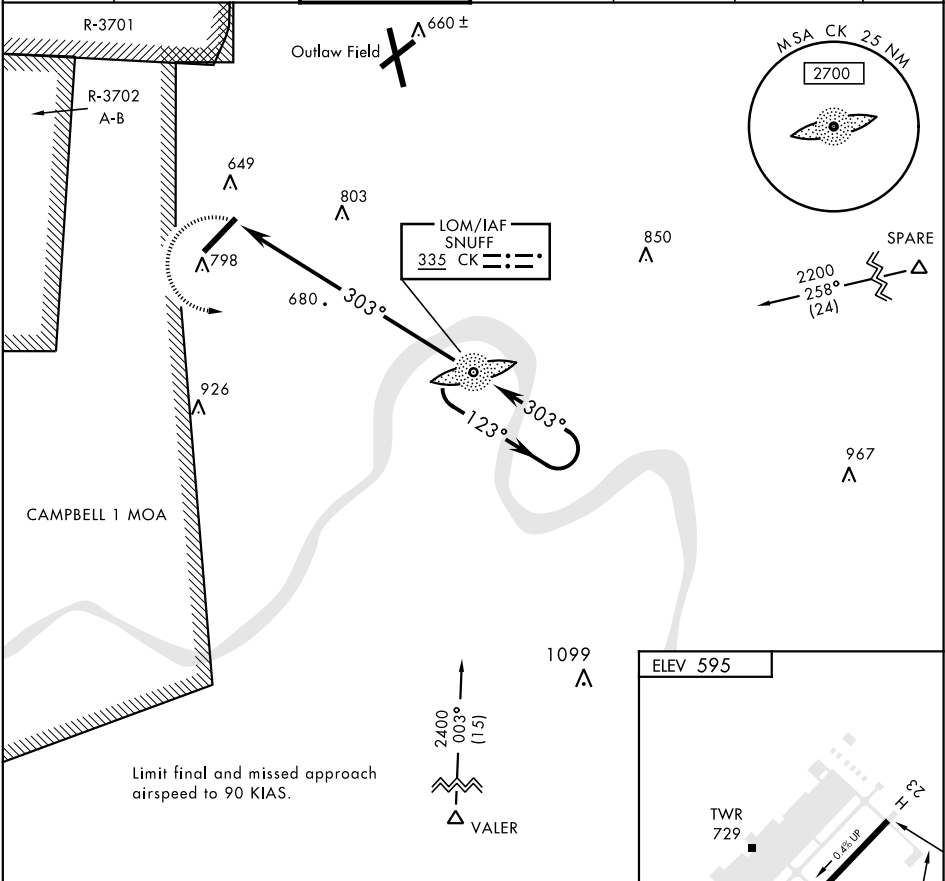 R-3701
660 ±
Outlaw Field
MSA CK 25 NM
2700
R-3702
A-B
649
803
LOM/IAF
SNUFF
335 CK
850
SPARE
2200
258°
(24)
798
680
303°
303°
123°
926
967
CAMPBELL 1 MOA
1099
ELEV 595
2400
003°
(15)
Limit final and missed approach
airspeed to 90 KIAS.
VALER
TWR
729
H 23
0.4% UP